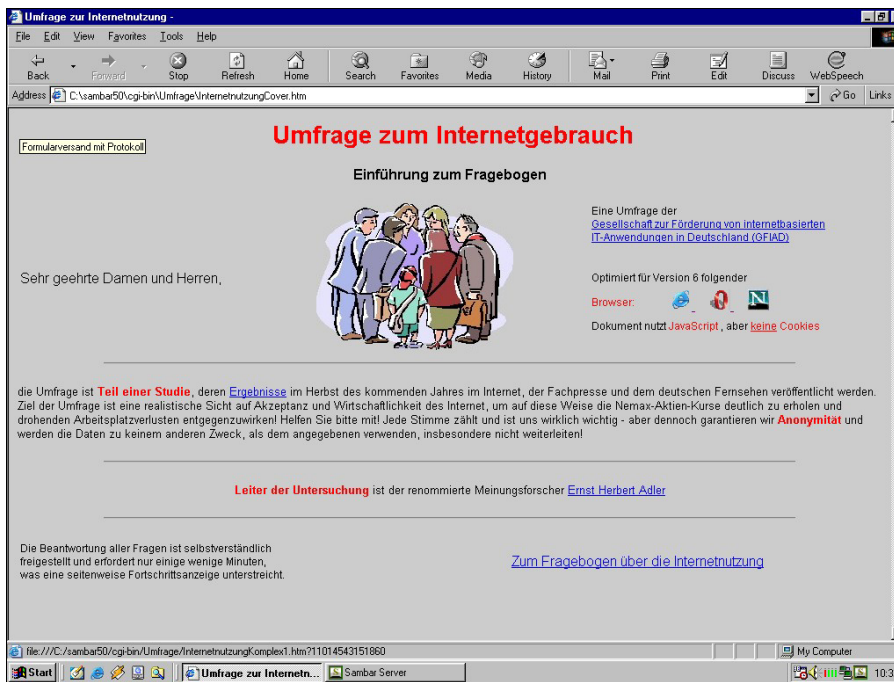 Umfrage zur Internetnutzung -
File Edit View Favorites Tools Help
Back Forward Stop Refresh Home Search Favorites Media History Mail Print Edit Discuss WebSpeech
Address C:\sambar50\cgi-bin\Umfrage\InternetnutzungCover.htm Go Links
Umfrage zum Internetgebrauch
Formularversand mit Protokoll
Einführung zum Fragebogen
Eine Umfrage der
Gesellschaft zur Förderung von internetbasierten
IT-Anwendungen in Deutschland (GFIAD)
Sehr geehrte Damen und Herren,
Optimiert für Version 6 folgender
Browser:
Dokument nutzt JavaScript , aber keine Cookies
die Umfrage ist Teil einer Studie, deren Ergebnisse im Herbst des kommenden Jahres im Internet, der Fachpresse und dem deutschen Fernsehen veröffentlicht werden.
Ziel der Umfrage ist eine realistische Sicht auf Akzeptanz und Wirtschaftlichkeit des Internet, um auf diese Weise die Nemax-Aktien-Kurse deutlich zu erholen und
drohenden Arbeitsplatzverlusten entgegenzuwirken! Helfen Sie bitte mit! Jede Stimme zählt und ist uns wirklich wichtig - aber dennoch garantieren wir Anonymität und
werden die Daten zu keinem anderen Zweck, als dem angegebenen verwenden, insbesondere nicht weiterleiten!
Leiter der Untersuchung ist der renommierte Meinungsforscher Ernst Herbert Adler
Die Beantwortung aller Fragen ist selbstverständlich
freigestellt und erfordert nur einige wenige Minuten,
was eine seitenweise Fortschrittsanzeige unterstreicht.
Zum Fragebogen über die Internetnutzung
file:///C:/sambar50/cgi-bin/Umfrage/InternetnutzungKomplex1.htm?11014543151860 My Computer
Start Umfrage zur Internetn... Sambar Server 10:3